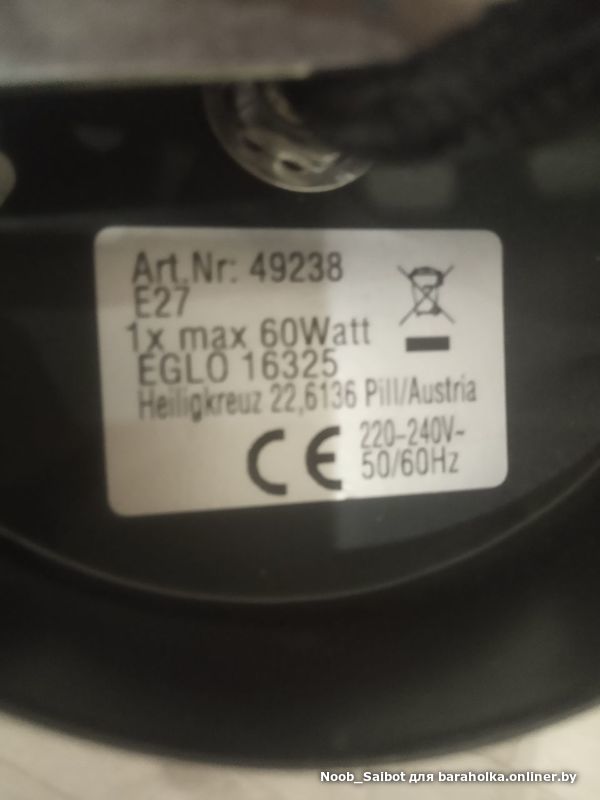 Art.Nr: 49238
E27
1x max 60Watt
EGLO 16325
Heiligkreuz 22,6136 Pill/Austria
CE 220-240V~
50/60Hz
Noob_Saibot для baraholka.onliner.by